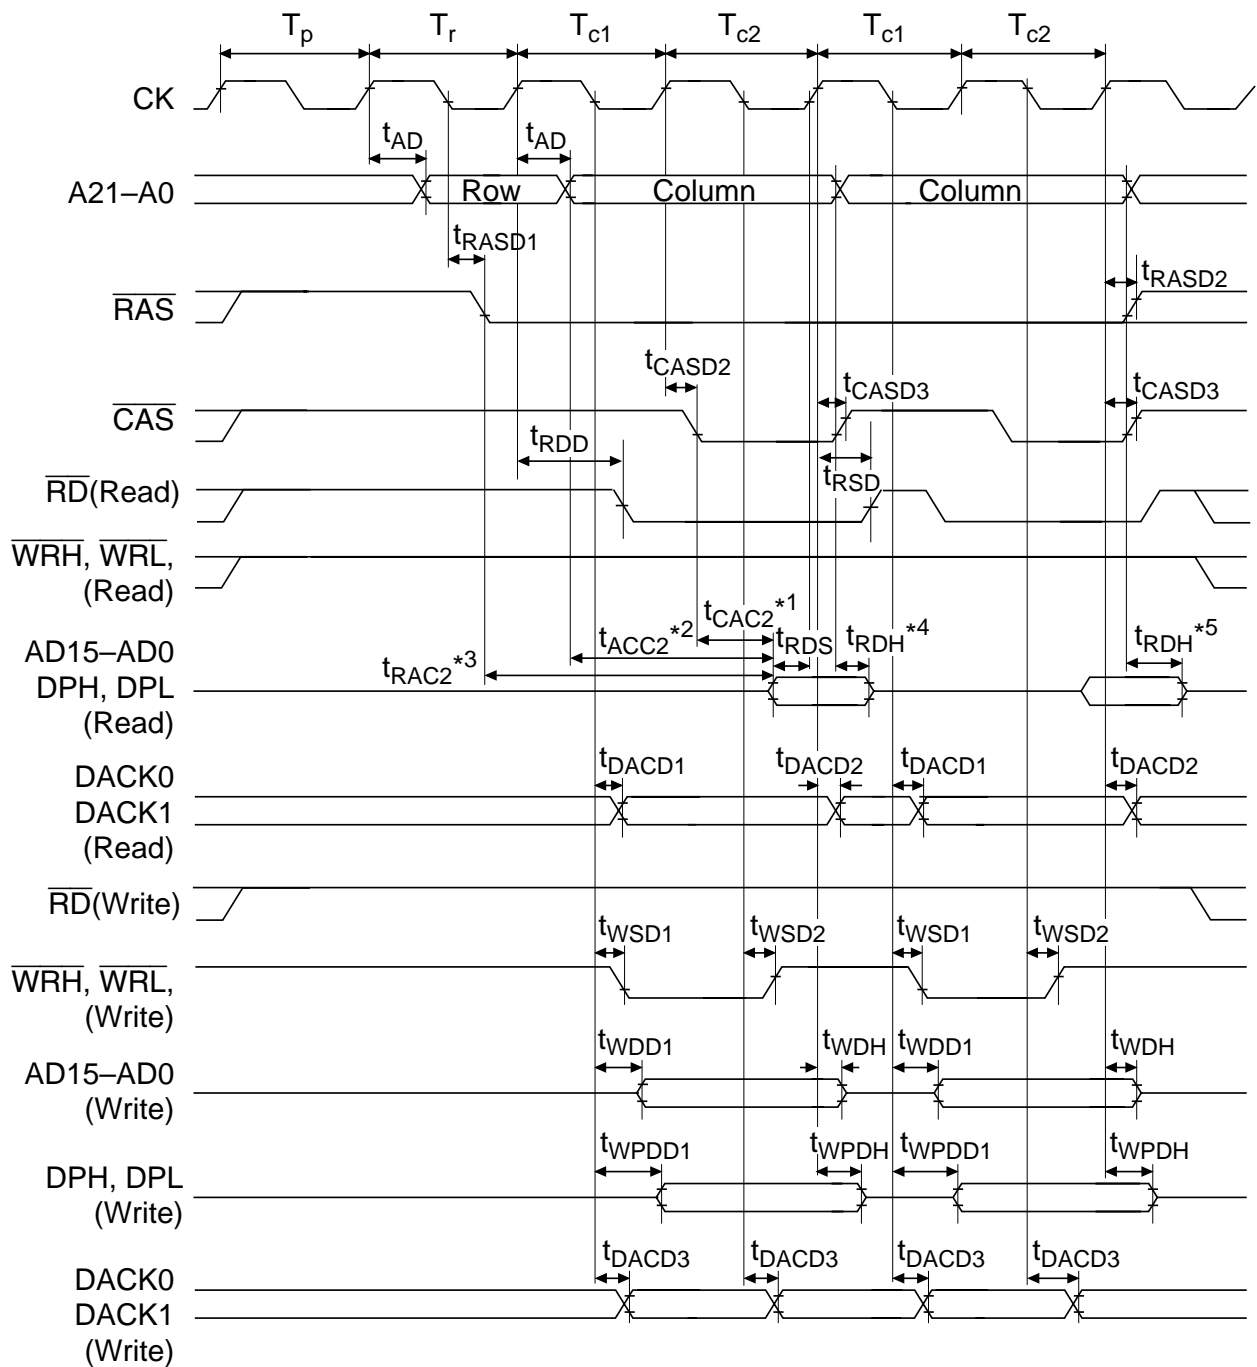 Tp Tr Tc1 Tc2 Tc1 Tc2
CK
tAD tAD
A21–A0 Row Column Column
tRASD1
RAS tRASD2
tCASD2 tCASD3 tCASD3
CAS
tRDD tRSD
RD(Read)
WRH, WRL,
(Read)
tCAC2*1
tACC2*2 tRDS tRDH*4 tRDH*5
tRAC2*3
AD15–AD0
DPH, DPL
(Read)
tDACD1 tDACD2 tDACD1 tDACD2
DACK0
DACK1
(Read)
RD(Write)
tWSD1 tWSD2 tWSD1 tWSD2
WRH, WRL,
(Write)
tWDD1 tWDH tWDD1 tWDH
AD15–AD0
(Write)
tWPDD1 tWPDH tWPDD1 tWPDH
DPH, DPL
(Write)
tDACD3 tDACD3 tDACD3 tDACD3
DACK0
DACK1
(Write)